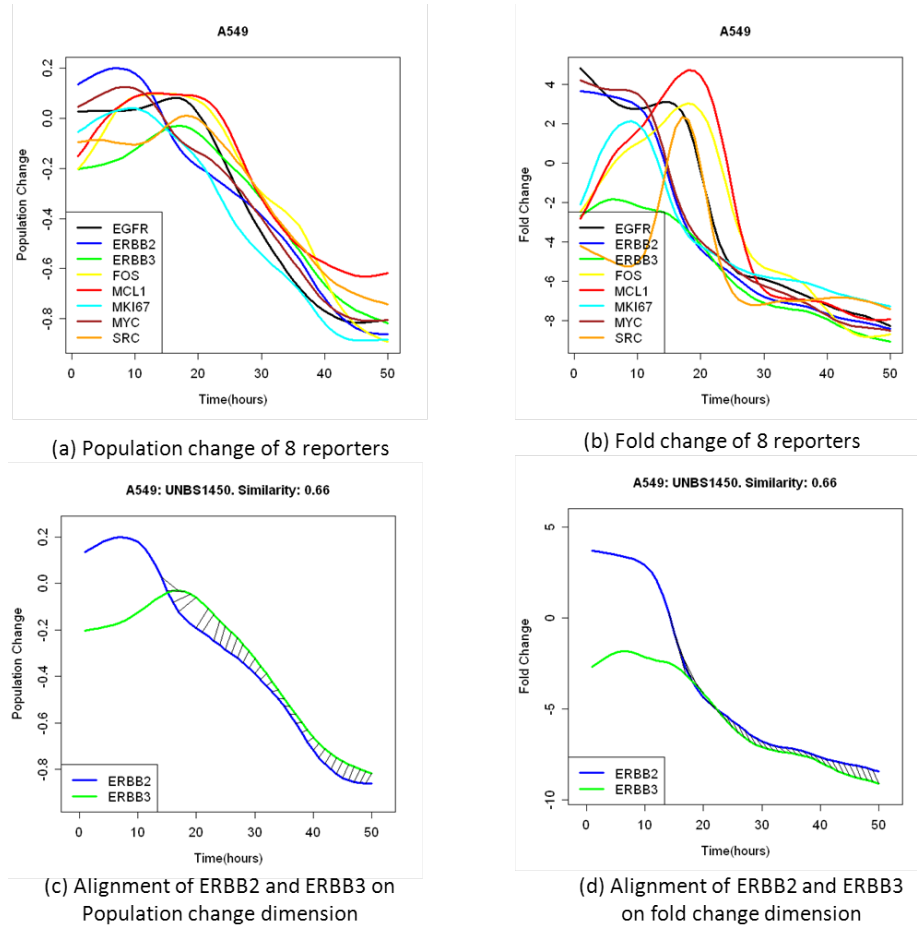 A549
Population Change
0.2
0.0
-0.2
-0.4
-0.6
-0.8
EGFR
ERBB2
ERBB3
FOS
MCL1
MKI67
MYC
SRC
0 10 20 30 40 50
Time(hours)
(a) Population change of 8 reporters
A549
Fold Change
4
2
0
-2
-4
-6
-8
EGFR
ERBB2
ERBB3
FOS
MCL1
MKI67
MYC
SRC
0 10 20 30 40 50
Time(hours)
(b) Fold change of 8 reporters
A549: UNBS1450. Similarity: 0.66
Population Change
0.2
0.0
-0.2
-0.4
-0.6
-0.8
ERBB2
ERBB3
0 10 20 30 40 50
Time(hours)
(c) Alignment of ERBB2 and ERBB3 on
Population change dimension
A549: UNBS1450. Similarity: 0.66
Fold Change
5
0
-5
-10
ERBB2
ERBB3
0 10 20 30 40 50
Time(hours)
(d) Alignment of ERBB2 and ERBB3
on fold change dimension